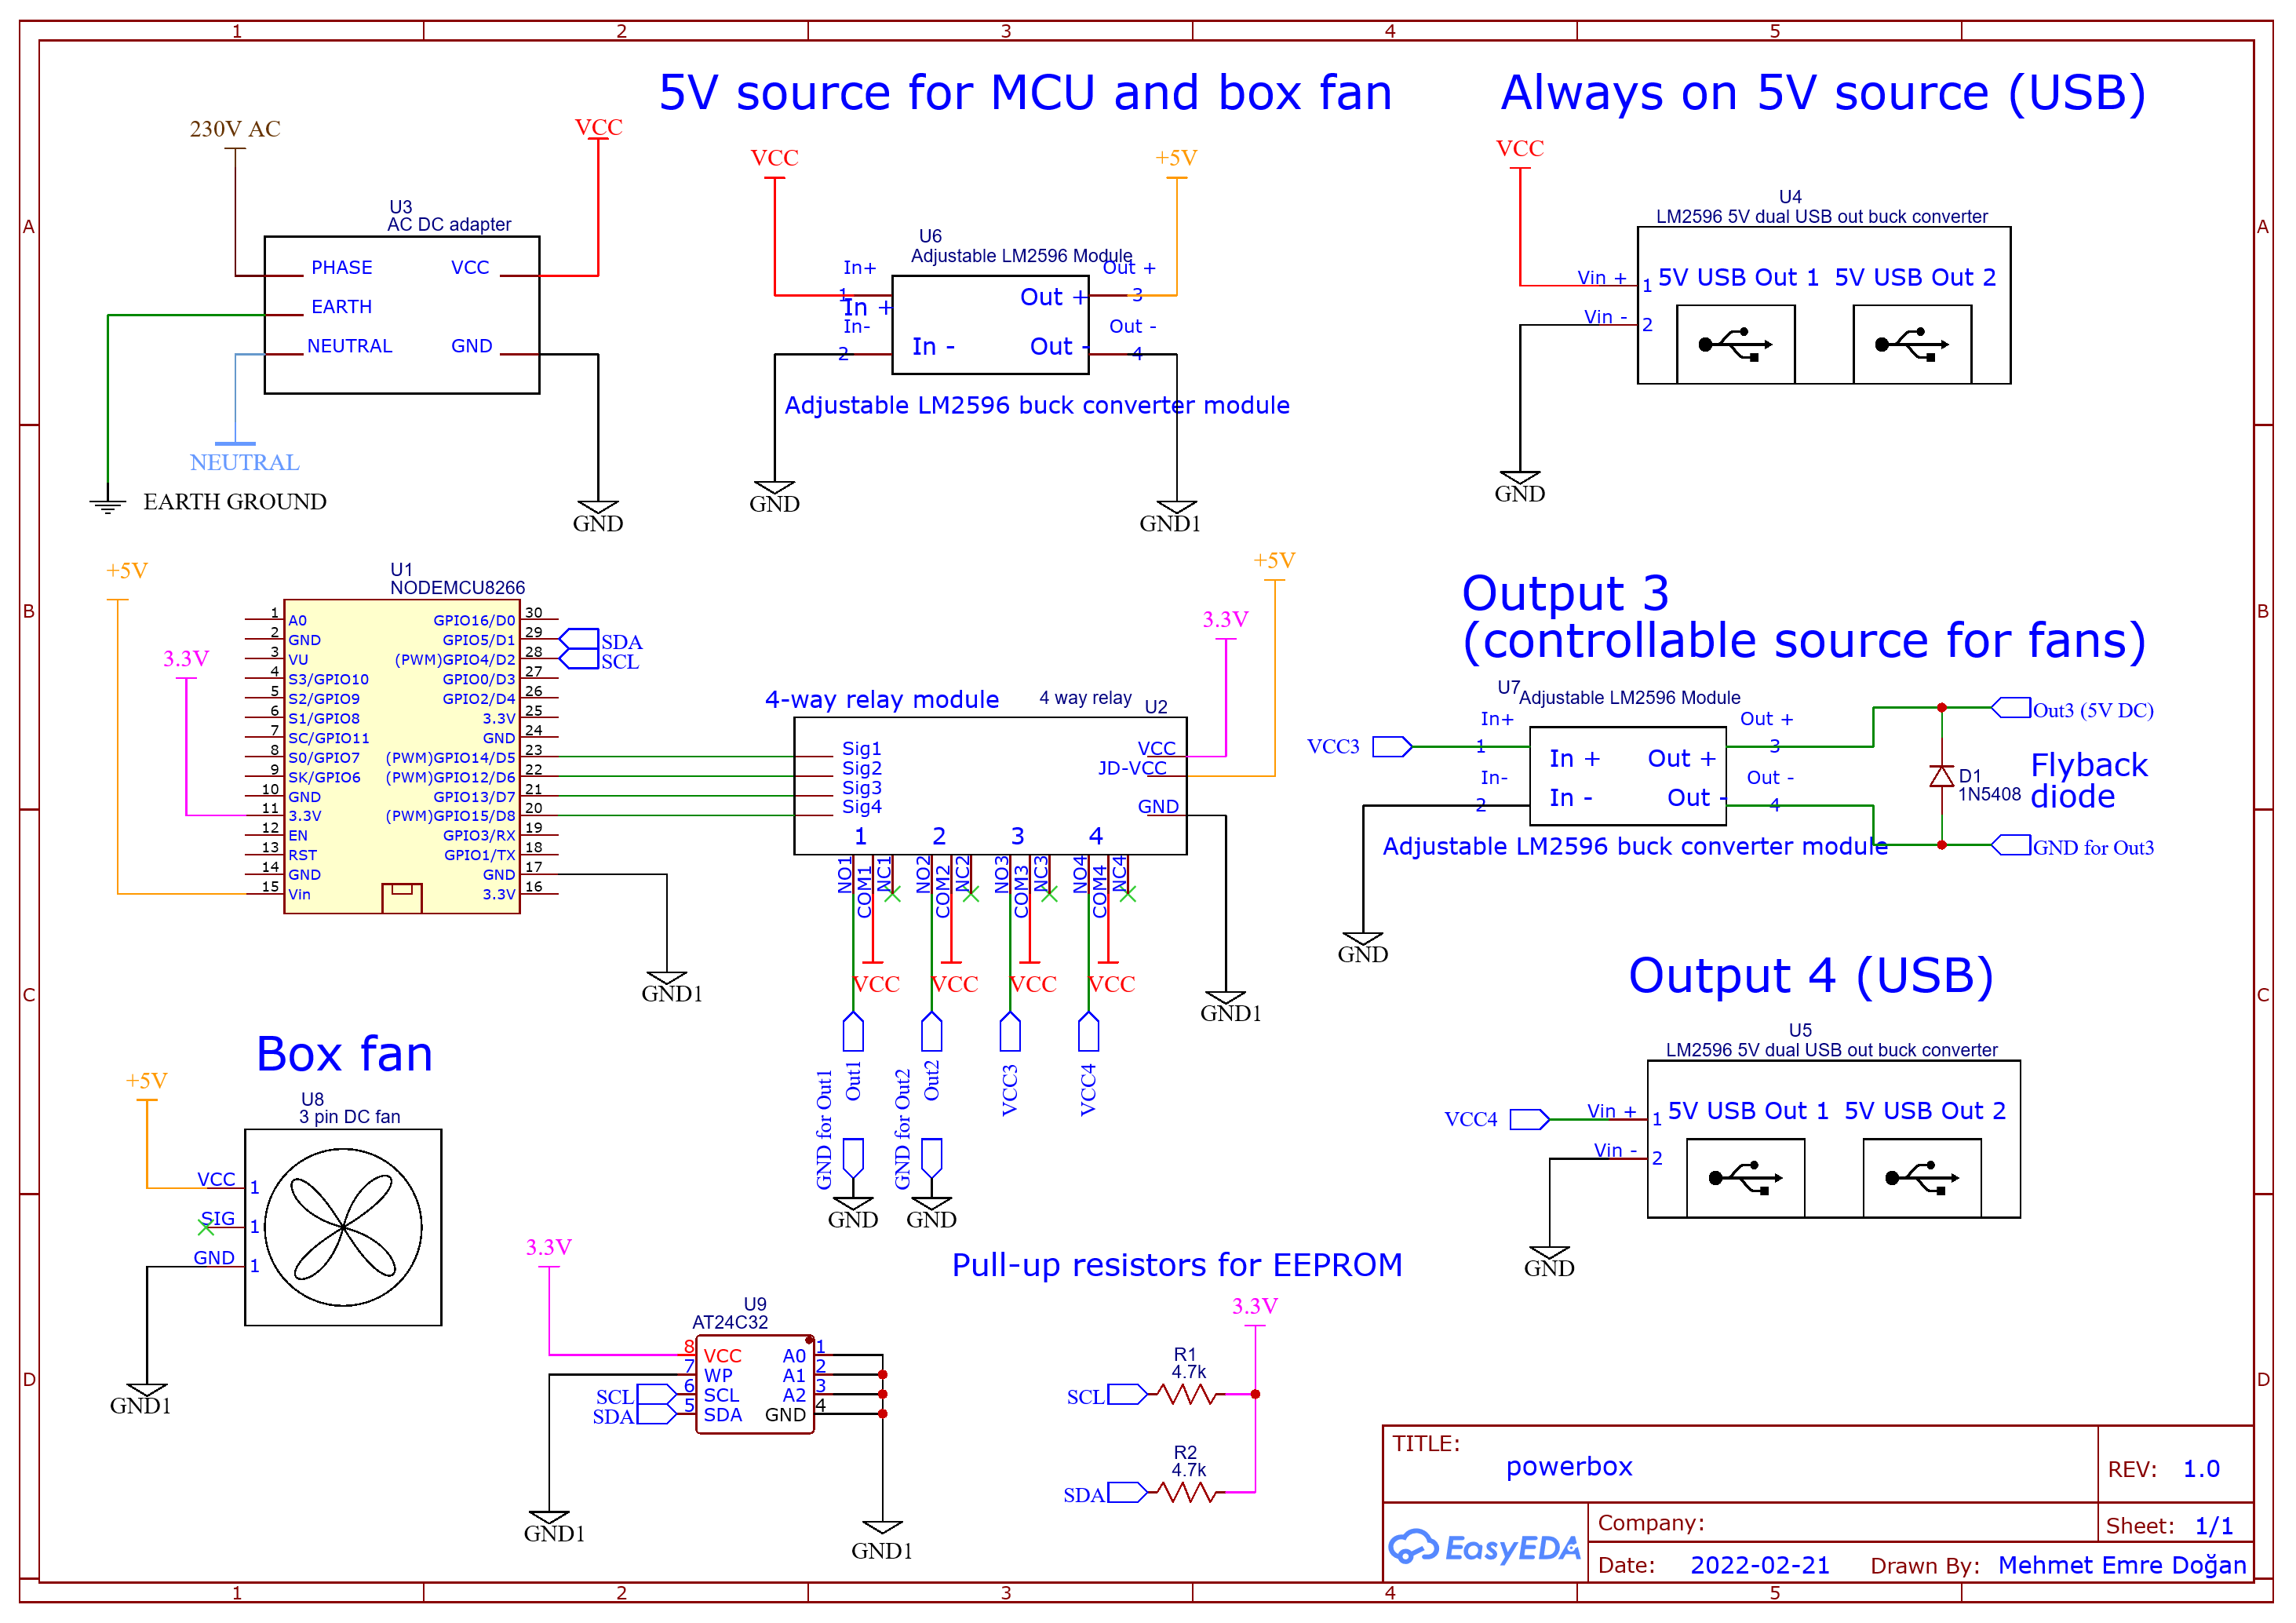 1 2 3 4 5
A
B
C
D
A
B
C
D
230V AC
VCC
U3
AC DC adapter
PHASE
EARTH
NEUTRAL
VCC
GND
NEUTRAL
EARTH GROUND
GND
5V source for MCU and box fan
VCC
+5V
U6
Adjustable LM2596 Module
In+
1
In +
In-
2
In -
Out +
Out +
3
Out -
Out -
4
Adjustable LM2596 buck converter module
GND
GND1
Always on 5V source (USB)
VCC
U4
LM2596 5V dual USB out buck converter
Vin +
1
5V USB Out 1 5V USB Out 2
Vin -
2
GND
+5V
3.3V
U1
NODEMCU8266
1 A0
2 GND
3 VU
4 S3/GPIO10
5 S2/GPIO9
6 S1/GPIO8
7 SC/GPIO11
8 S0/GPIO7
9 SK/GPIO6
10 GND
11 3.3V
12 EN
13 RST
14 GND
15 Vin
GPIO16/D0 30
GPIO5/D1 29
(PWM)GPIO4/D2 28
GPIO0/D3 27
GPIO2/D4 26
3.3V 25
GND 24
(PWM)GPIO14/D5 23
(PWM)GPIO12/D6 22
GPIO13/D7 21
(PWM)GPIO15/D8 20
GPIO3/RX 19
GPIO1/TX 18
GND 17
3.3V 16
SDA
SCL
GND1
+5V
3.3V
4-way relay module
4 way relay
U2
Sig1
Sig2
Sig3
Sig4
VCC
JD-VCC
GND
1 2 3 4
NO1
COM1
NC1
NO2
COM2
NC2
NO3
COM3
NC3
NO4
COM4
NC4
VCC
VCC
VCC
VCC
GND1
Out1
Out2
VCC3
VCC4
GND for Out1
GND for Out2
GND
GND
Output 3
(controllable source for fans)
U7
Adjustable LM2596 Module
VCC3
In+
1
In +
In-
2
In -
Out +
Out +
3
Out -
Out -
4
Adjustable LM2596 buck converter module
Out3 (5V DC)
D1
1N5408
Flyback
diode
GND for Out3
GND
Output 4 (USB)
U5
LM2596 5V dual USB out buck converter
VCC4
Vin +
1
5V USB Out 1 5V USB Out 2
Vin -
2
GND
Box fan
+5V
U8
3 pin DC fan
VCC
1
SIG
1
GND
1
GND1
3.3V
U9
AT24C32
8 VCC
7 WP
6 SCL
5 SDA
A0 1
A1 2
A2 3
GND 4
SCL
SDA
GND1
GND1
Pull-up resistors for EEPROM
3.3V
R1
4.7k
SCL
R2
4.7k
SDA
TITLE:
powerbox
REV: 1.0
EasyEDA
Company:
Sheet: 1/1
Date: 2022-02-21
Drawn By: Mehmet Emre Doğan
1 2 3 4 5